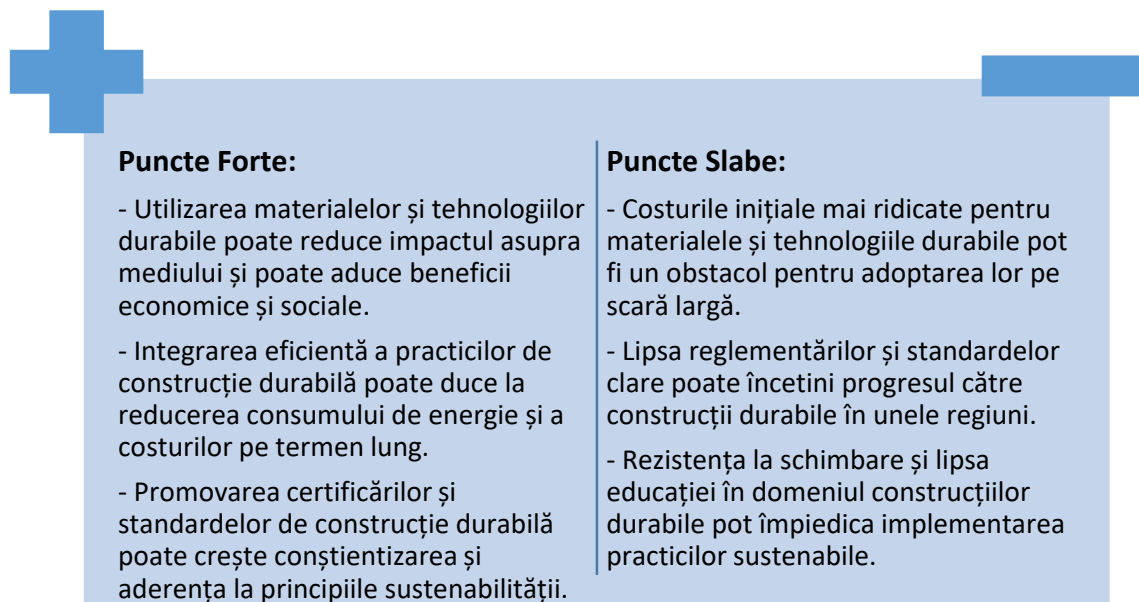 Puncte Forte:
- Utilizarea materialelor și tehnologiilor
durabile poate reduce impactul asupra
mediului și poate aduce beneficii
economice și sociale.
- Integrarea eficientă a practicilor de
construcție durabilă poate duce la
reducerea consumului de energie și a
costurilor pe termen lung.
- Promovarea certificărilor și
standardelor de construcție durabilă
poate crește conștientizarea și
aderența la principiile sustenabilității.
Puncte Slabe:
- Costurile inițiale mai ridicate pentru
materialele și tehnologiile durabile pot
fi un obstacol pentru adoptarea lor pe
scară largă.
- Lipsa reglementărilor și standardelor
clare poate încetini progresul către
construcții durabile în unele regiuni.
- Rezistența la schimbare și lipsa
educației în domeniul construcțiilor
durabile pot împiedica implementarea
practicilor sustenabile.